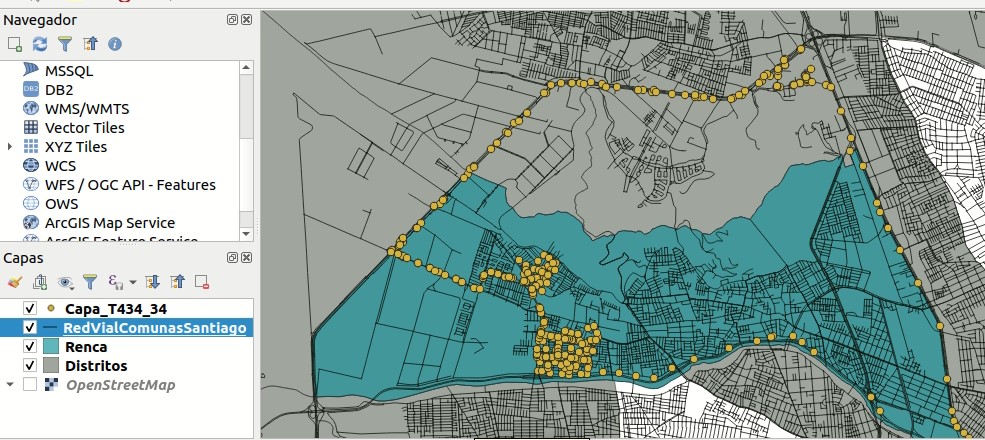 Navegador
MSSQL
DB2 DB2
WMS/WMTS
Vector Tiles
XYZ Tiles
WCS
WFS / OGC API - Features
OWS
ArcGIS Map Service
ArcGIS Feature Service
Capas
ε
Capa_T434_34
RedVialComunasSantiago
Renca
Distritos
OpenStreetMap